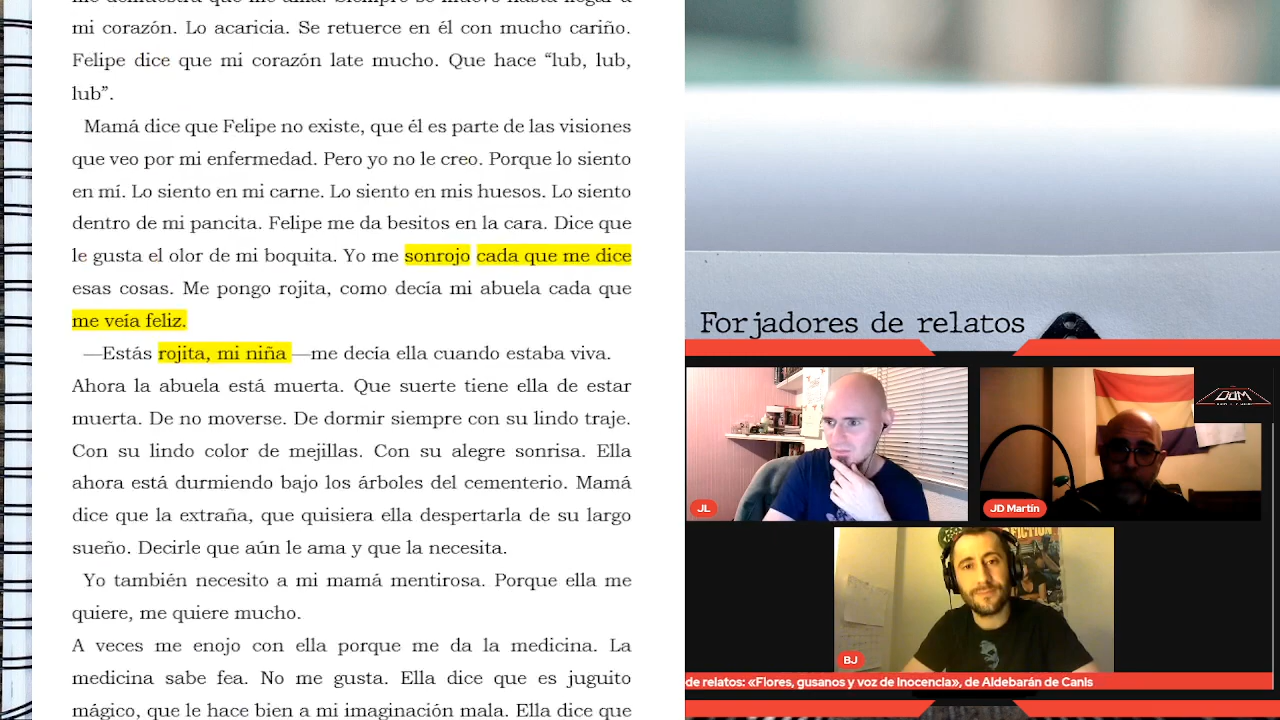 me demuestra que me ama. Siempre se mueve hasta llegar a
mi corazón. Lo acaricia. Se retuerce en él con mucho cariño.
Felipe dice que mi corazón late mucho. Que hace “lub, lub,
lub”.
Mamá dice que Felipe no existe, que él es parte de las visiones
que veo por mi enfermedad. Pero yo no le creo. Porque lo siento
en mí. Lo siento en mi carne. Lo siento en mis huesos. Lo siento
dentro de mi pancita. Felipe me da besitos en la cara. Dice que
le gusta el olor de mi boquita. Yo me sonrojo cada que me dice
esas cosas. Me pongo rojita, como decía mi abuela cada que
me veía feliz.
—Estás rojita, mi niña —me decía ella cuando estaba viva.
Ahora la abuela está muerta. Que suerte tiene ella de estar
muerta. De no moverse. De dormir siempre con su lindo traje.
Con su lindo color de mejillas. Con su alegre sonrisa. Ella
ahora está durmiendo bajo los árboles del cementerio. Mamá
dice que la extraña, que quisiera ella despertarla de su largo
sueño. Decirle que aún le ama y que la necesita.
Yo también necesito a mi mamá mentirosa. Porque ella me
quiere, me quiere mucho.
A veces me enojo con ella porque me da la medicina. La
medicina sabe fea. No me gusta. Ella dice que es juguito
mágico, que le hace bien a mi imaginación mala. Ella dice que
Forjadores de relatos
JL
JD Martín
BJ
de relatos: «Flores, gusanos y voz de inocencia», de Aldebarán de Canis